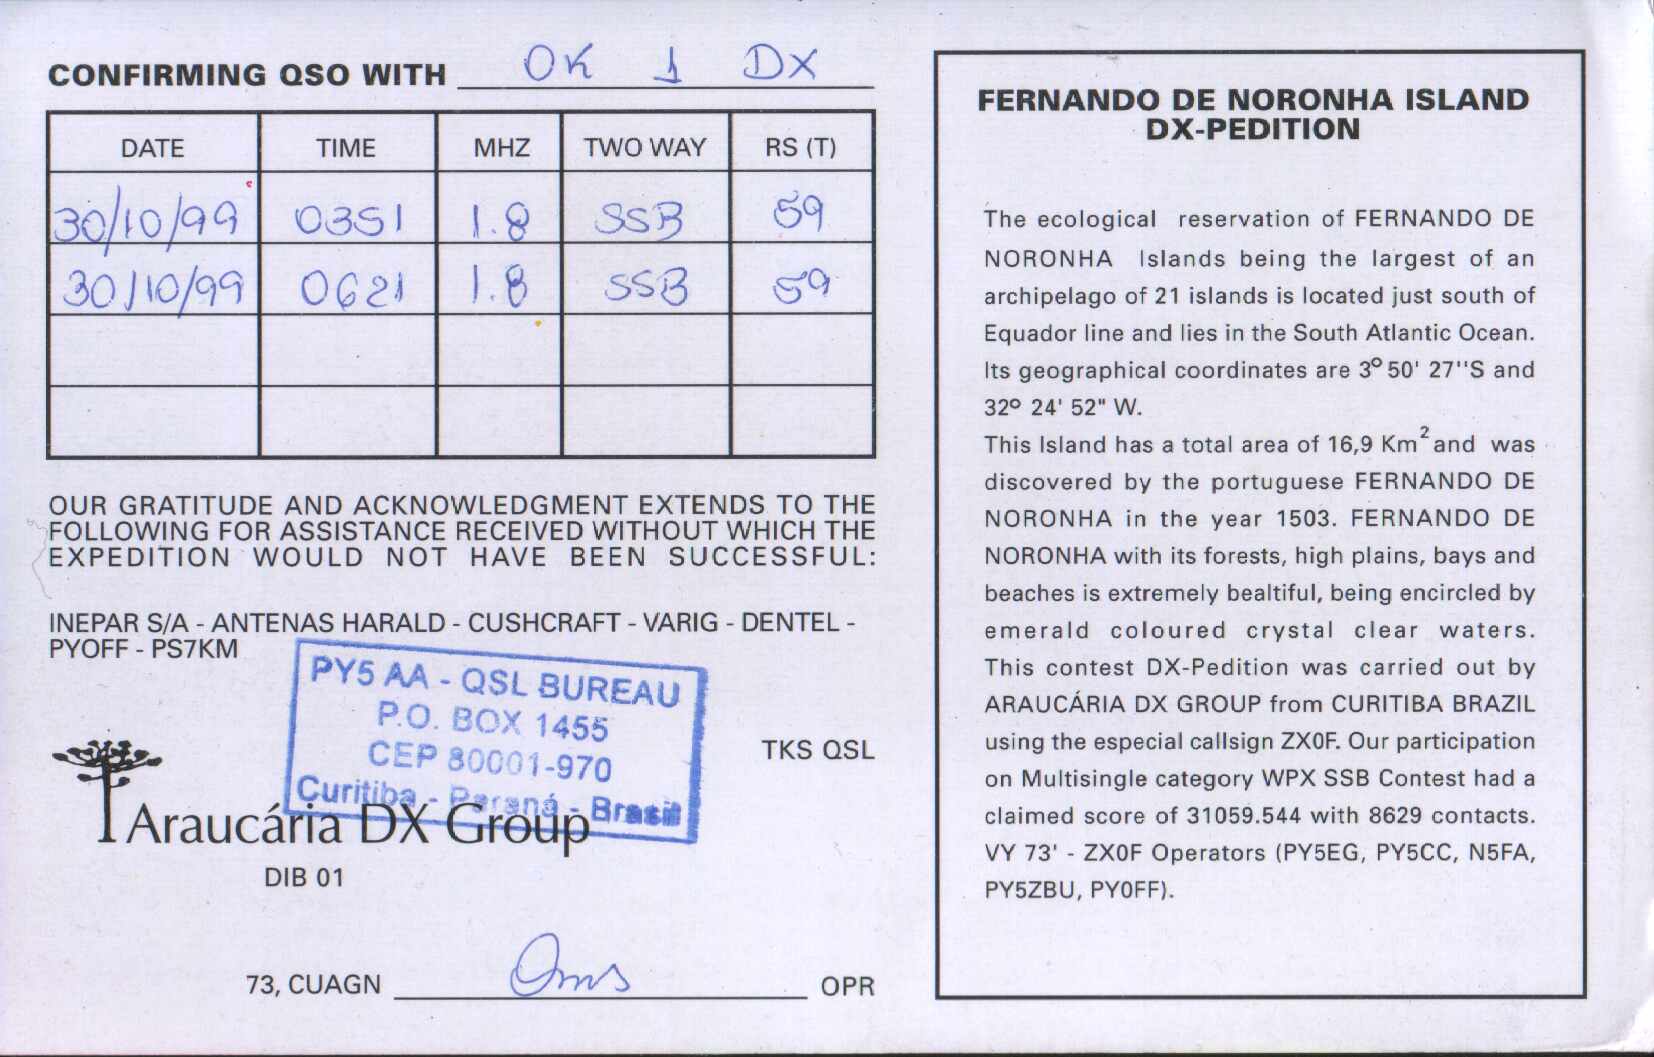 CONFIRMING QSO WITH OK 1 DX
DATE TIME MHZ TWO WAY RS (T)
30/10/99 0351 1.8 SSB 59
30/10/99 0621 1.8 SSB 59
OUR GRATITUDE AND ACKNOWLEDGMENT EXTENDS TO THE
FOLLOWING FOR ASSISTANCE RECEIVED WITHOUT WHICH THE
EXPEDITION WOULD NOT HAVE BEEN SUCCESSFUL:
INEPAR S/A - ANTENAS HARALD - CUSHCRAFT - VARIG - DENTEL -
PYOFF - PS7KM
PY5 AA - QSL BUREAU
P.O. BOX 1455
CEP 80001-970
Curitiba - Paraná - Brasil
TKS QSL
Araucária DX Group
DIB 01
73, CUAGN OPR
FERNANDO DE NORONHA ISLAND
DX-PEDITION
The ecological reservation of FERNANDO DE
NORONHA Islands being the largest of an
archipelago of 21 islands is located just south of
Equador line and lies in the South Atlantic Ocean.
Its geographical coordinates are 3º 50' 27''S and
32º 24' 52" W.
This Island has a total area of 16,9 Km² and was
discovered by the portuguese FERNANDO DE
NORONHA in the year 1503. FERNANDO DE
NORONHA with its forests, high plains, bays and
beaches is extremely bealtiful, being encircled by
emerald coloured crystal clear waters.
This contest DX-Pedition was carried out by
ARAUCÁRIA DX GROUP from CURITIBA BRAZIL
using the especial callsign ZX0F. Our participation
on Multisingle category WPX SSB Contest had a
claimed score of 31059.544 with 8629 contacts.
VY 73' - ZX0F Operators (PY5EG, PY5CC, N5FA,
PY5ZBU, PY0FF).